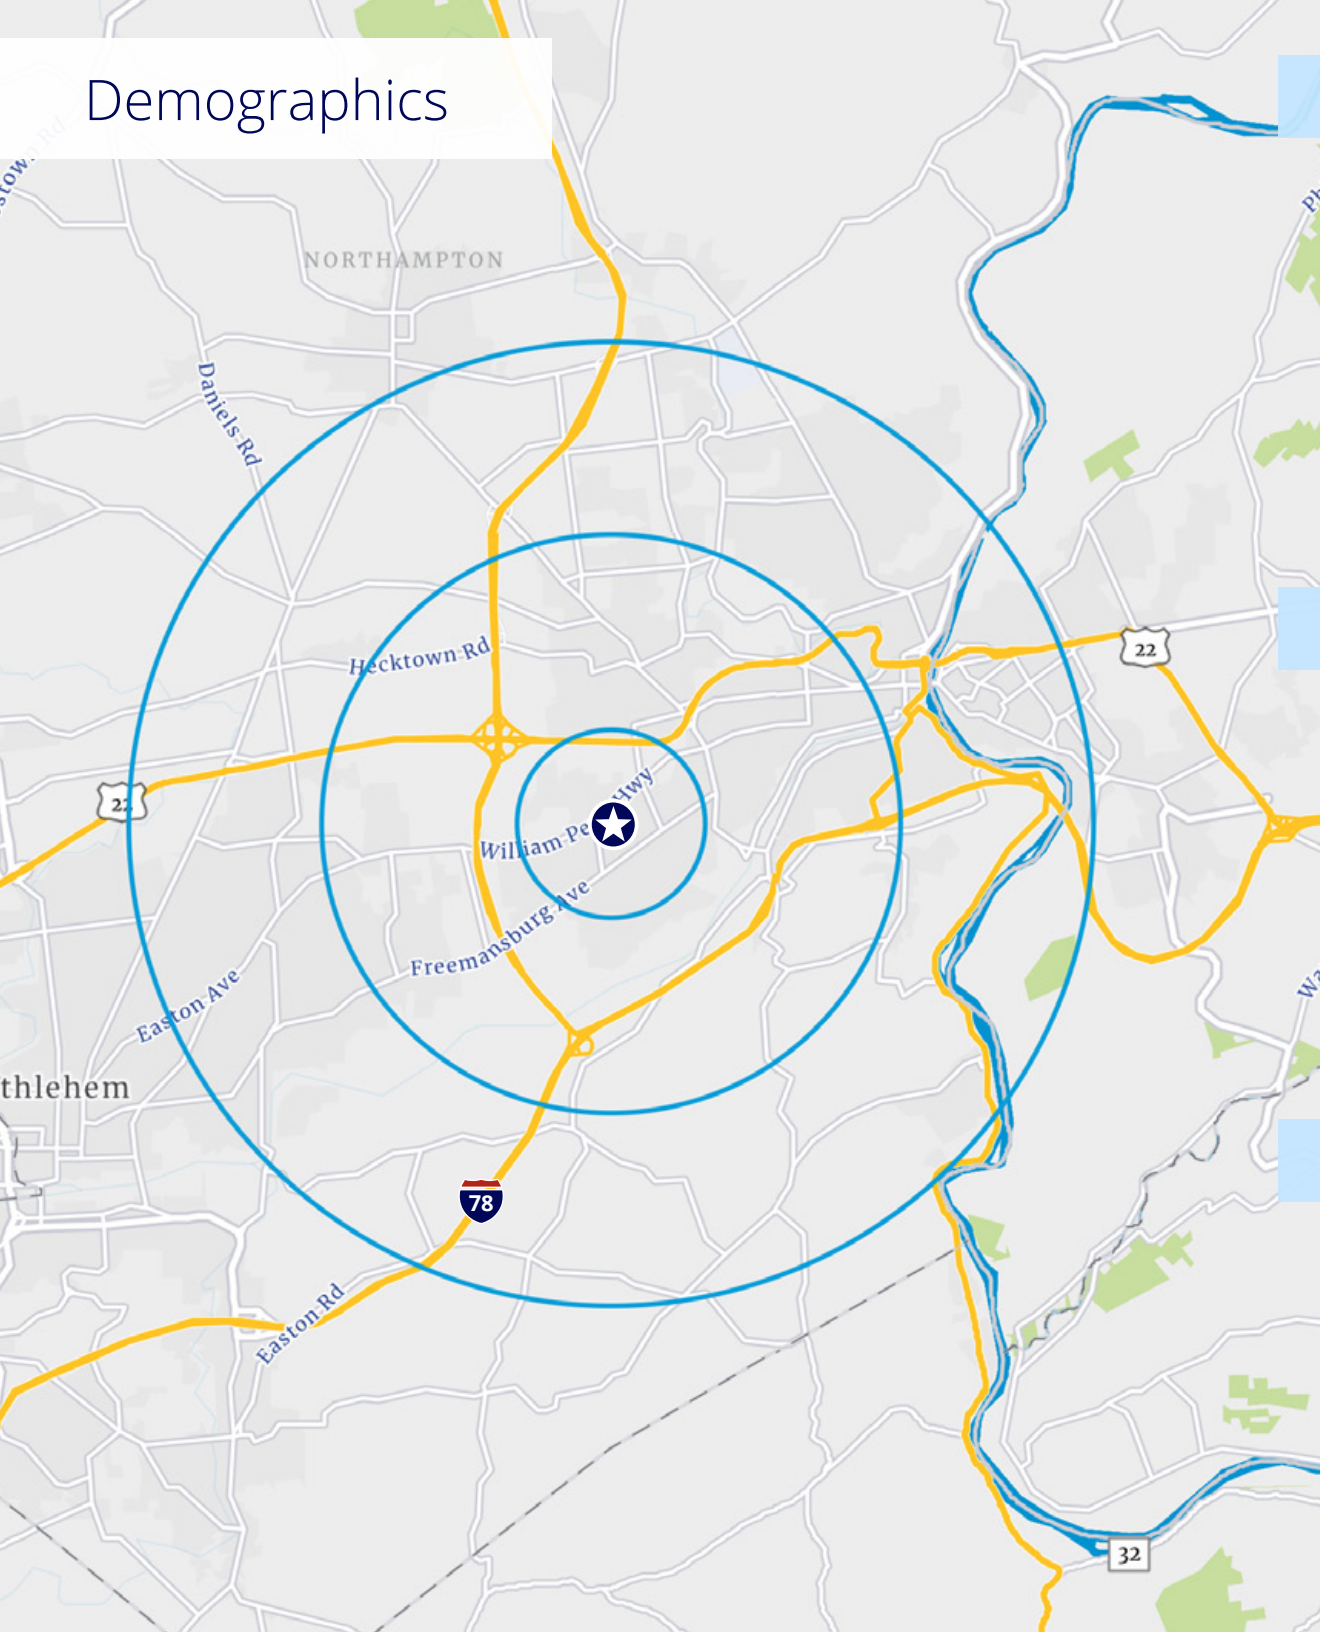 Demographics
NORTHAMPTON
Daniels Rd
Hecktown Rd
22
22
Hwy
William Pe
Freemansburg Ave
Easton Ave
thlehem
78
Easton Rd
32